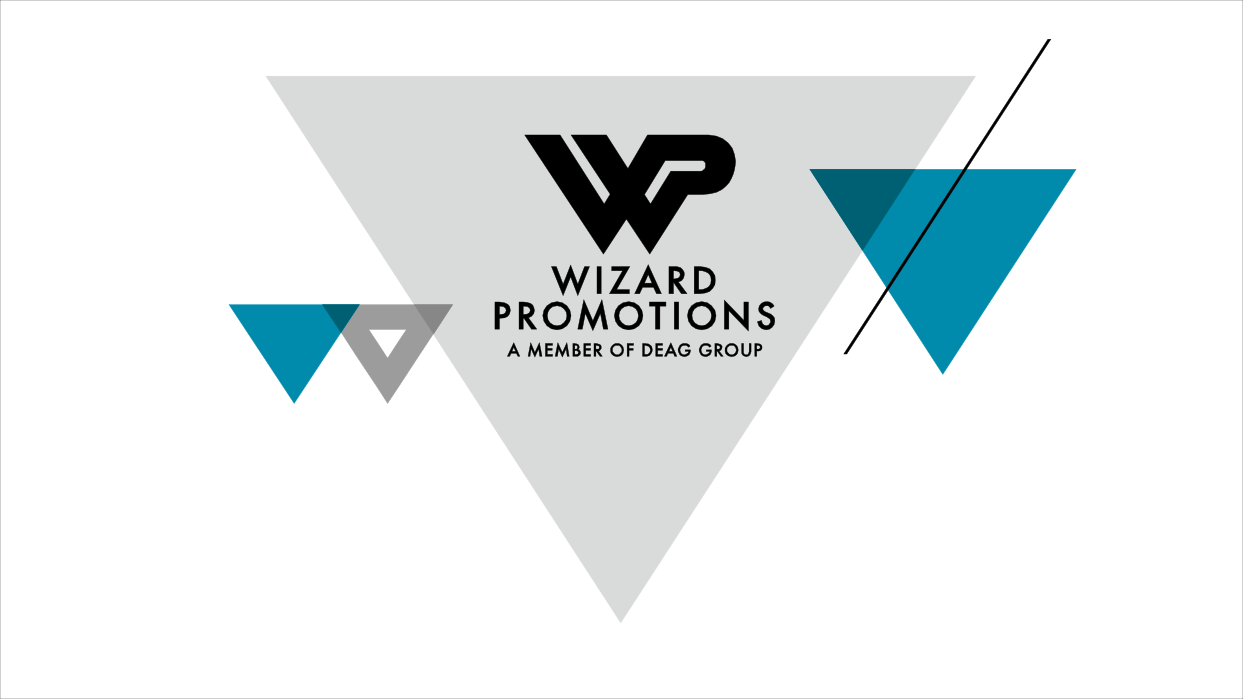 WP
WIZARD
PROMOTIONS
A MEMBER OF DEAG GROUP